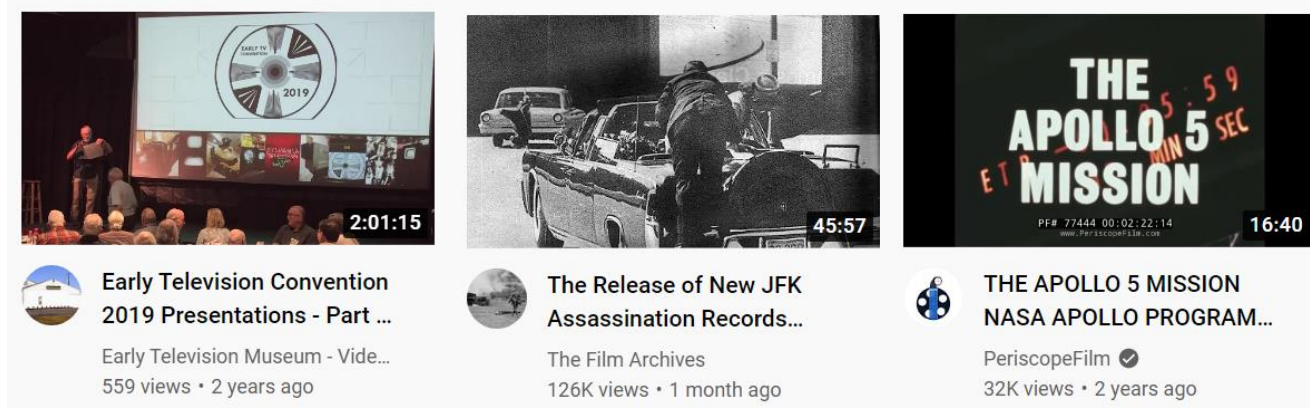 EARLY TV
CONVENTION
2019
2:01:15
Early Television Convention
2019 Presentations - Part ...
Early Television Museum - Vide...
559 views • 2 years ago
45:57
The Release of New JFK
Assassination Records...
The Film Archives
126K views • 1 month ago
THE
APOLLO 5
MISSION
5:59
MIN SEC
PF# 77444 00:02:22:14
www.PeriscopeFilm.com
16:40
THE APOLLO 5 MISSION
NASA APOLLO PROGRAM...
PeriscopeFilm
32K views • 2 years ago